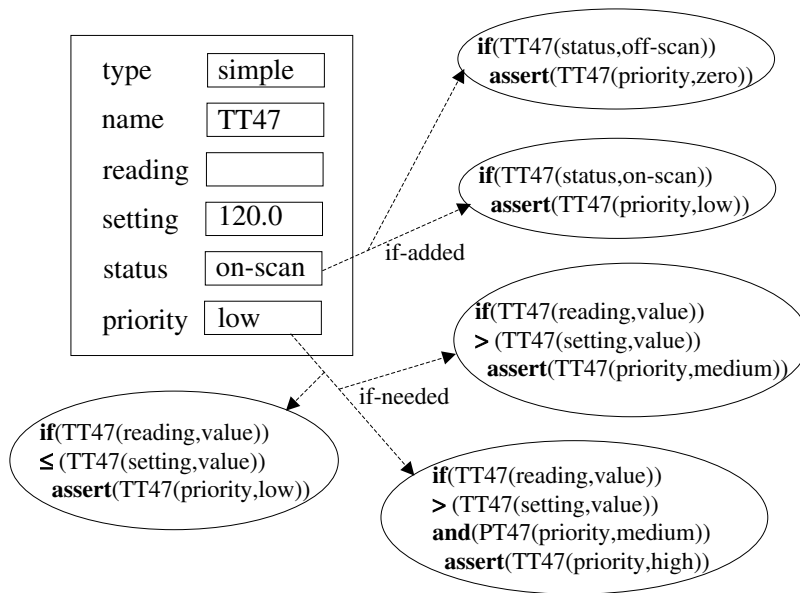 type simple
name TT47
reading
setting 120.0
status on-scan
priority low
if(TT47(status,off-scan))
assert(TT47(priority,zero))
if(TT47(status,on-scan))
assert(TT47(priority,low))
if-added
if(TT47(reading,value))
> (TT47(setting,value))
assert(TT47(priority,medium))
if-needed
if(TT47(reading,value))
≤ (TT47(setting,value))
assert(TT47(priority,low))
if(TT47(reading,value))
> (TT47(setting,value))
and(PT47(priority,medium))
assert(TT47(priority,high))